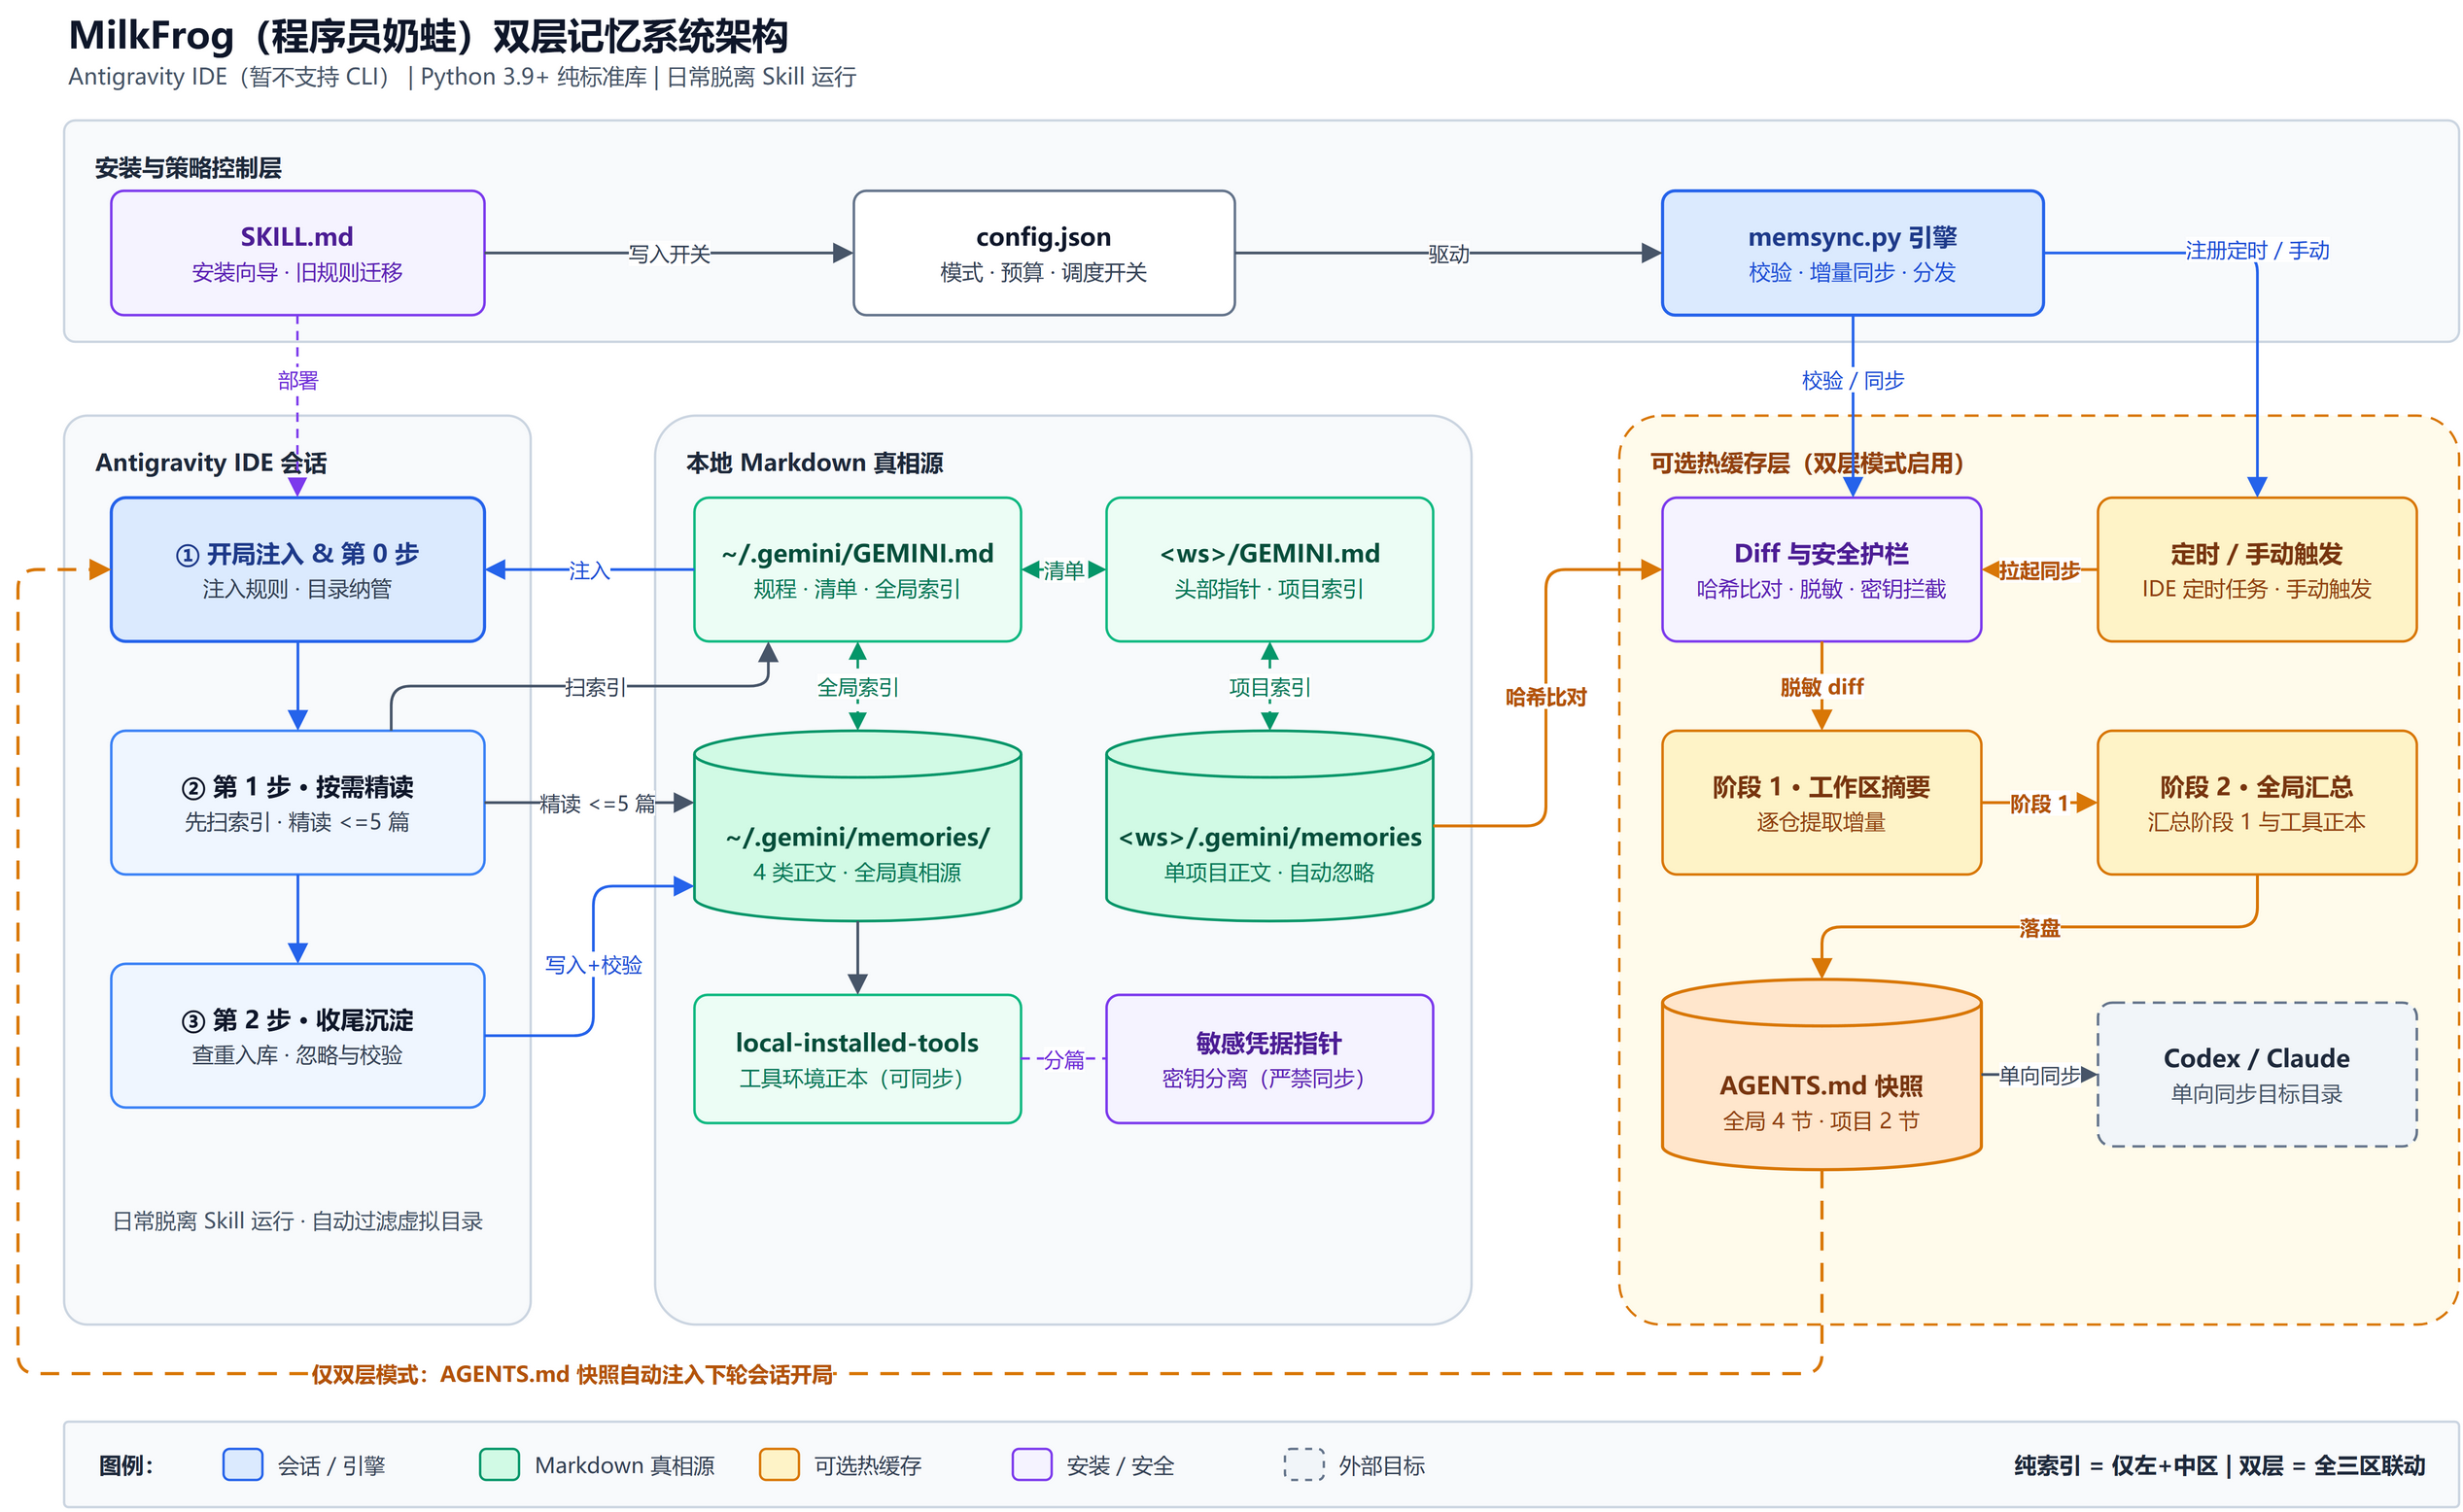 MilkFrog（程序员奶蛙）双层记忆系统架构
Antigravity IDE（暂不支持 CLI） | Python 3.9+ 纯标准库 | 日常脱离 Skill 运行
安装与策略控制层
SKILL.md
安装向导 · 旧规则迁移
写入开关
config.json
模式 · 预算 · 调度开关
驱动
memsync.py 引擎
校验 · 增量同步 · 分发
注册定时 / 手动
部署
校验 / 同步
Antigravity IDE 会话
① 开局注入 & 第 0 步
注入规则 · 目录纳管
② 第 1 步 • 按需精读
先扫索引 · 精读 <=5 篇
③ 第 2 步 • 收尾沉淀
查重入库 · 忽略与校验
日常脱离 Skill 运行 · 自动过滤虚拟目录
注入
扫索引
精读 <=5 篇
写入+校验
本地 Markdown 真相源
~/.gemini/GEMINI.md
规程 · 清单 · 全局索引
清单
<ws>/GEMINI.md
头部指针 · 项目索引
全局索引
项目索引
~/.gemini/memories/
4 类正文 · 全局真相源
<ws>/.gemini/memories
单项目正文 · 自动忽略
local-installed-tools
工具环境正本（可同步）
分篇
敏感凭据指针
密钥分离（严禁同步）
哈希比对
可选热缓存层（双层模式启用）
Diff 与安全护栏
哈希比对 · 脱敏 · 密钥拦截
拉起同步
定时 / 手动触发
IDE 定时任务 · 手动触发
脱敏 diff
阶段 1 • 工作区摘要
逐仓提取增量
阶段 1
阶段 2 • 全局汇总
汇总阶段 1 与工具正本
落盘
AGENTS.md 快照
全局 4 节 · 项目 2 节
单向同步
Codex / Claude
单向同步目标目录
仅双层模式：AGENTS.md 快照自动注入下轮会话开局
图例：
会话 / 引擎
Markdown 真相源
可选热缓存
安装 / 安全
外部目标
纯索引 = 仅左+中区 | 双层 = 全三区联动